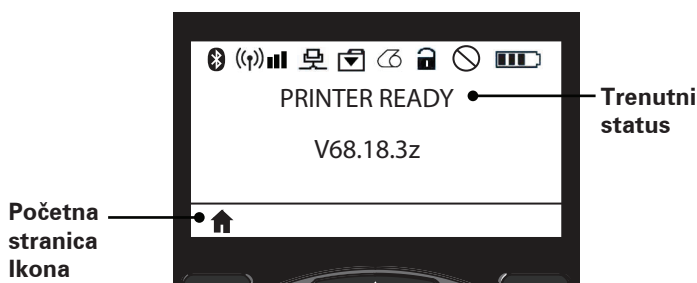 PRINTER READY
Trenutni
status
V68.18.3z
Početna
stranica
Ikona